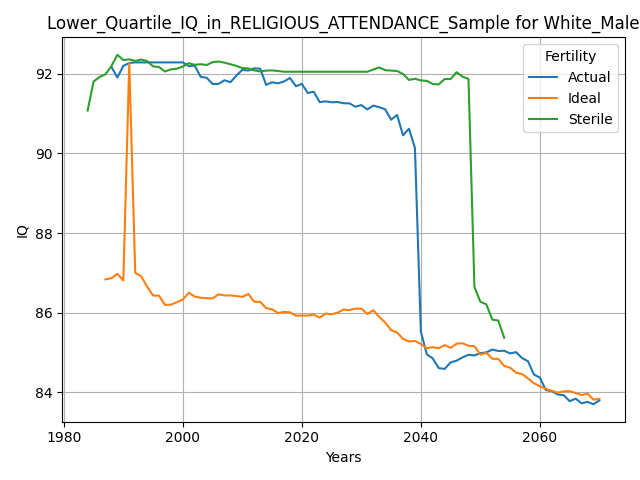 Lower_Quartile_IQ_in_RELIGIOUS_ATTENDANCE_Sample for White_Male
Fertility
Actual
Ideal
Sterile
IQ
92
90
88
86
84
1980
2000
2020
2040
2060
Years